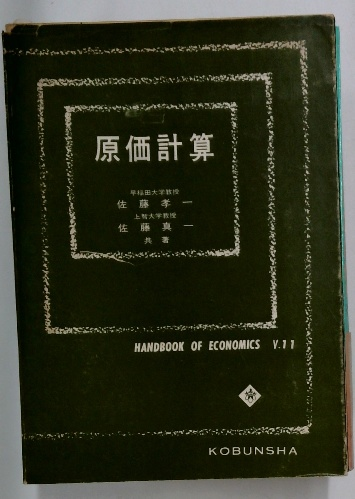 原価計算
早稲田大学教授
佐藤孝一
上智大学教授
佐藤真一
共著
HANDBOOK OF ECONOMICS V.11
KOBUNSHA